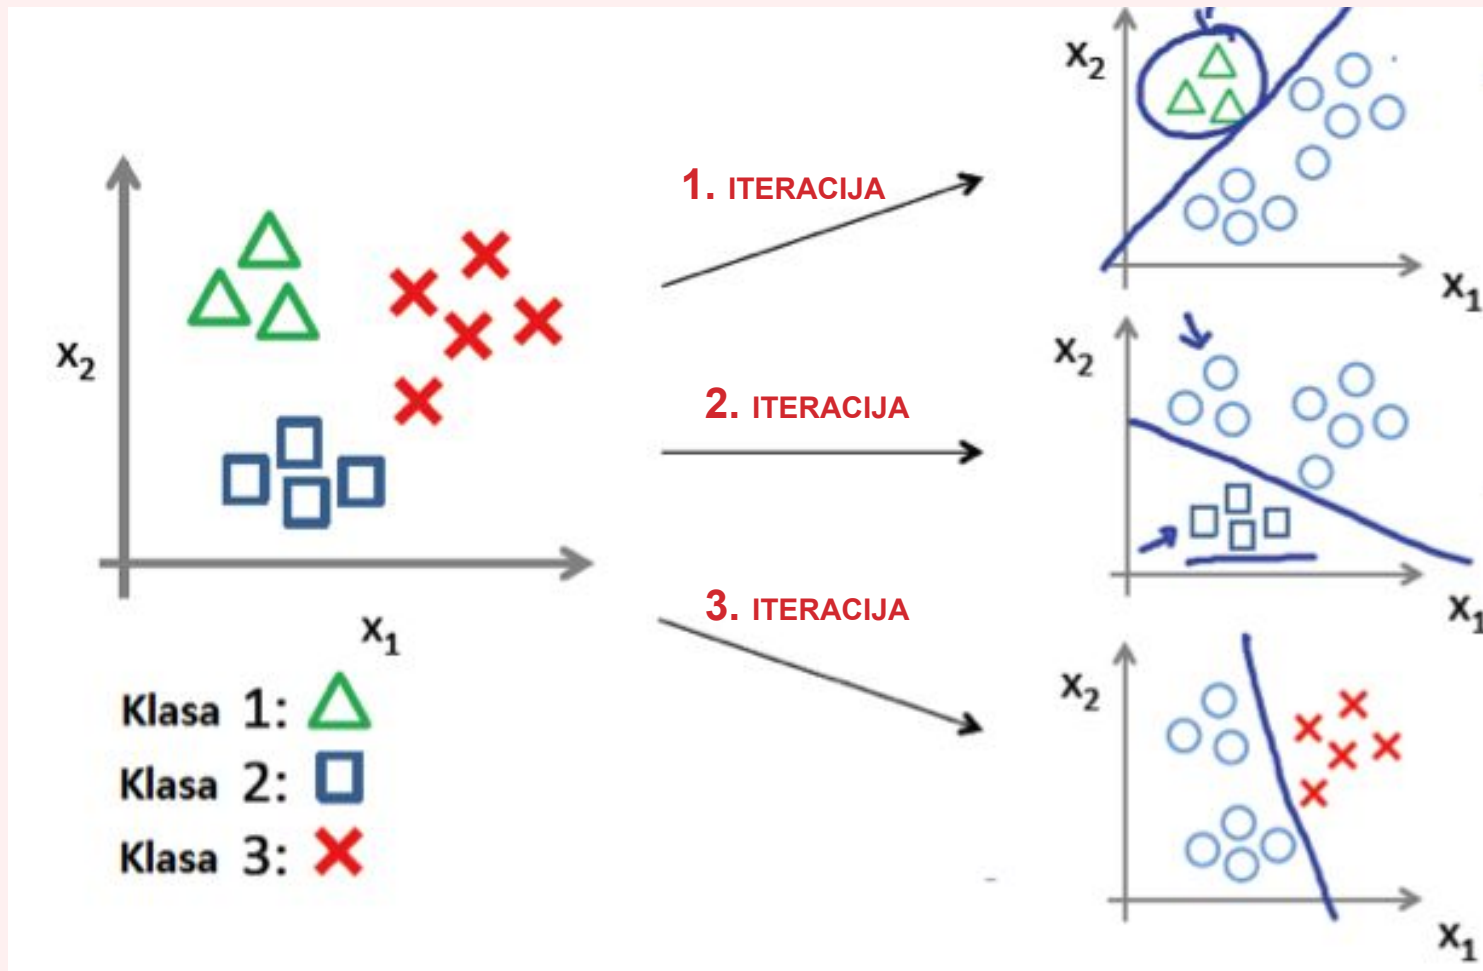 x₂
x₁
Klasa 1:
Klasa 2:
Klasa 3:
1. ITERACIJA
2. ITERACIJA
3. ITERACIJA
x₂
x₁
x₂
x₁
x₂
x₁